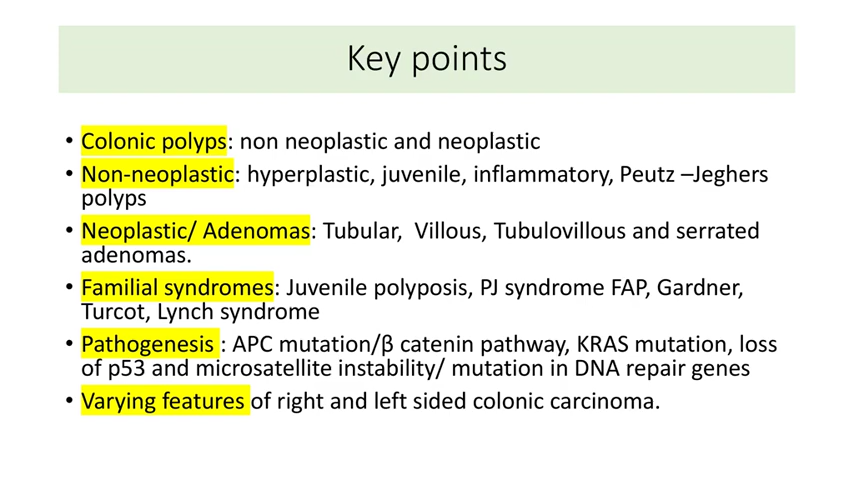 Key points
• Colonic polyps: non neoplastic and neoplastic
• Non-neoplastic: hyperplastic, juvenile, inflammatory, Peutz –Jeghers
polyps
• Neoplastic/ Adenomas: Tubular,  Villous, Tubulovillous and serrated
adenomas.
• Familial syndromes: Juvenile polyposis, PJ syndrome FAP, Gardner,
Turcot, Lynch syndrome
• Pathogenesis : APC mutation/β catenin pathway, KRAS mutation, loss
of p53 and microsatellite instability/ mutation in DNA repair genes
• Varying features of right and left sided colonic carcinoma.